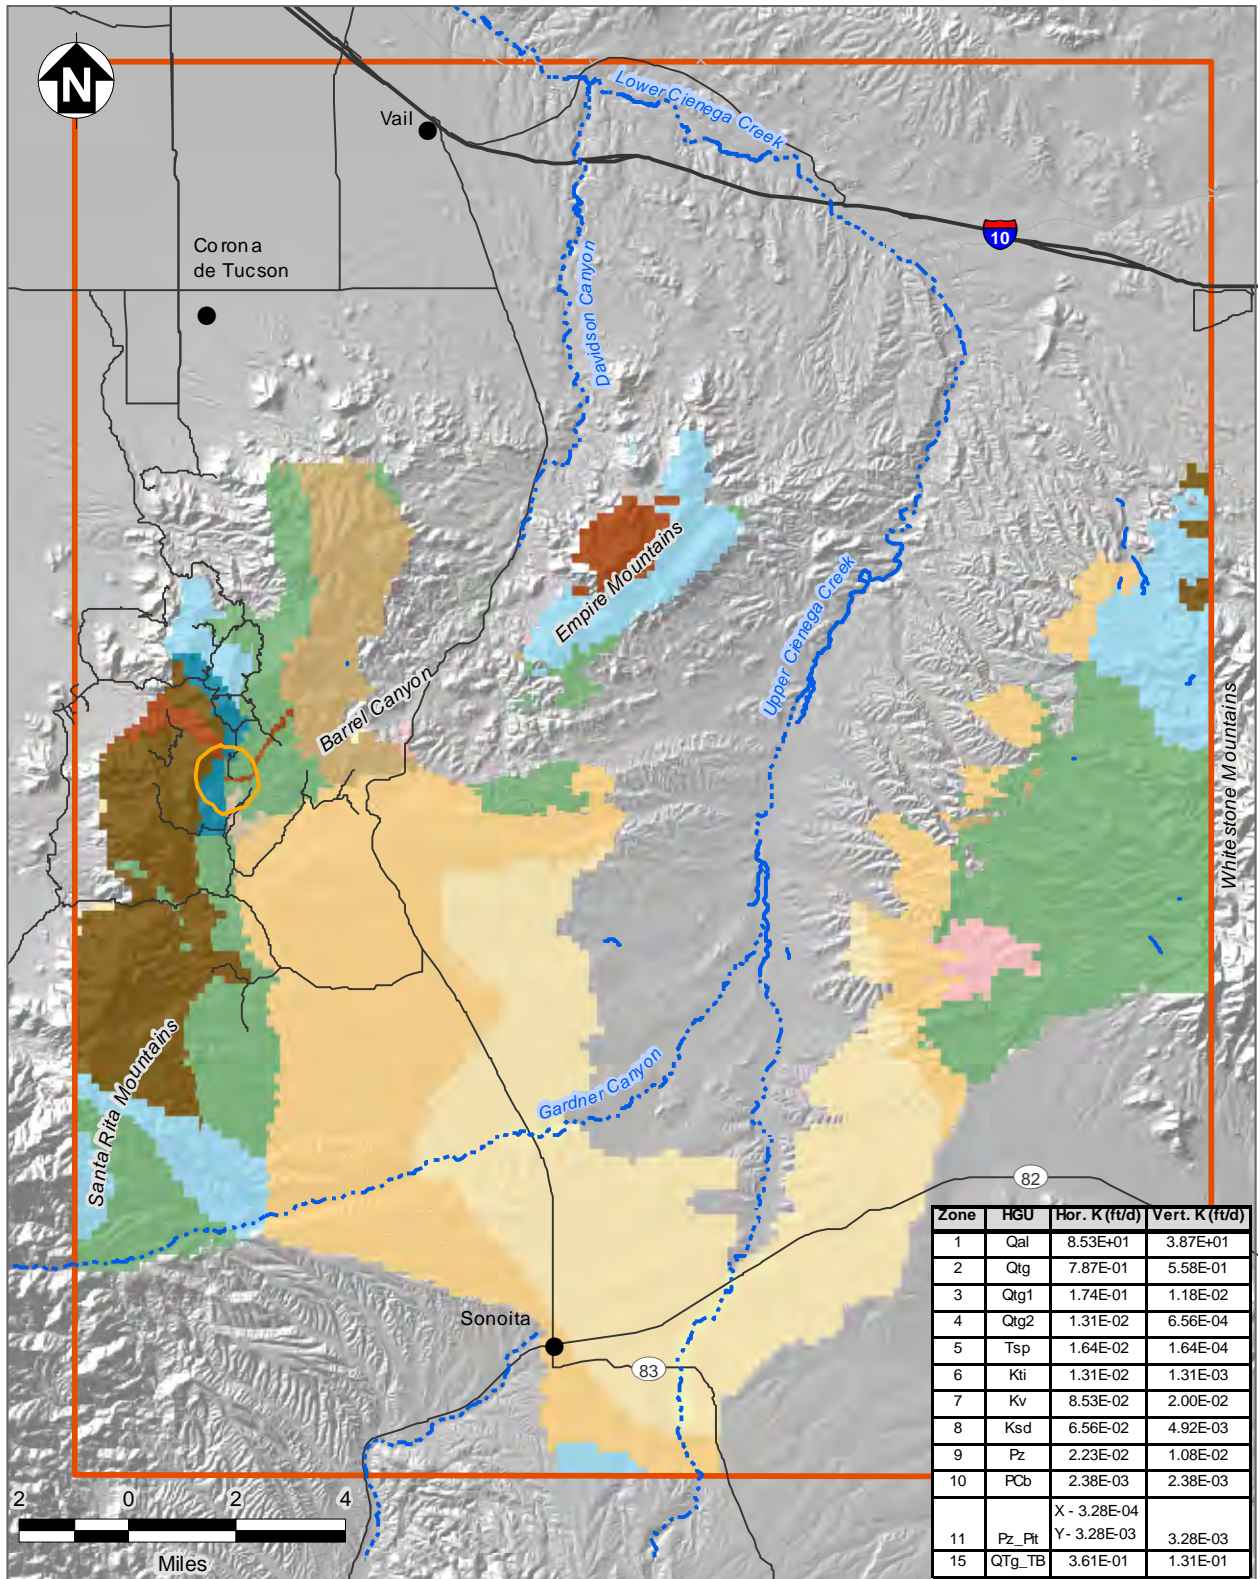 N
Lower Cienega Creek
Vail
10
Corona
de Tucson
Davidson Canyon
Empire Mountains
Upper Cienega Creek
Barrel Canyon
Whitestone Mountains
Santa Rita Mountains
Gardner Canyon
82
Sonoita
83
Zone HGU Hor. K (ft/d) Vert. K (ft/d)
1 Qal 8.53E+01 3.87E+01
2 Qtg 7.87E-01 5.58E-01
3 Qtg1 1.74E-01 1.18E-02
4 Qtg2 1.31E-02 6.56E-04
5 Tsp 1.64E-02 1.64E-04
6 Kti 1.31E-02 1.31E-03
7 Kv 8.53E-02 2.00E-02
8 Ksd 6.56E-02 4.92E-03
9 Pz 2.23E-02 1.08E-02
10 PCb 2.38E-03 2.38E-03
X - 3.28E-04
Y - 3.28E-03
11 Pz_Pit 3.28E-03
15 QTg_TB 3.61E-01 1.31E-01
2 0 2 4
Miles